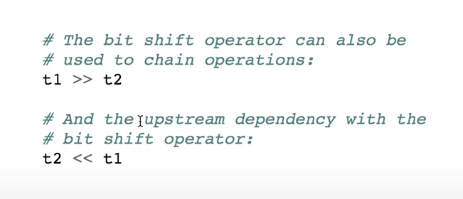 # The bit shift operator can also be
# used to chain operations:
t1 >> t2
# And the upstream dependency with the
# bit shift operator:
t2 << t1